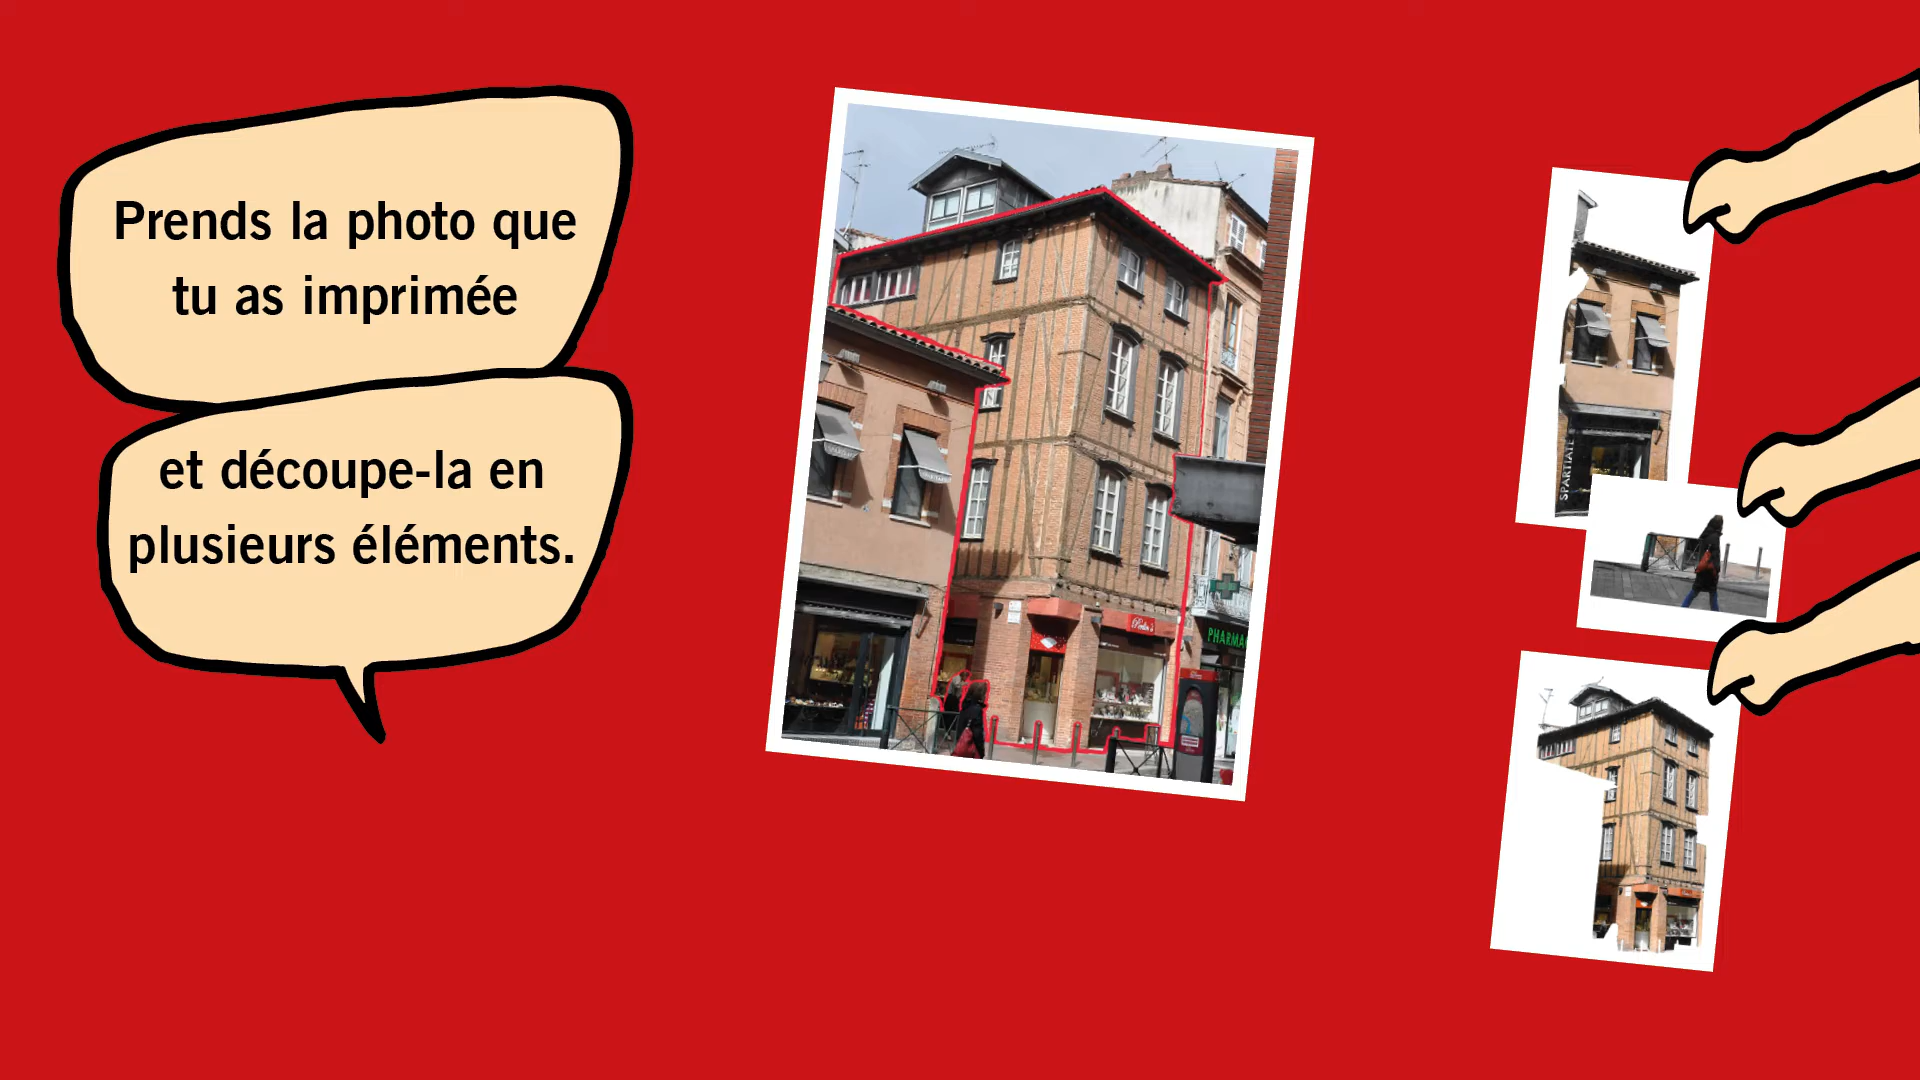 Prends la photo que
tu as imprimée
et découpe-la en
plusieurs éléments.
PHARMA
SPARTIATE